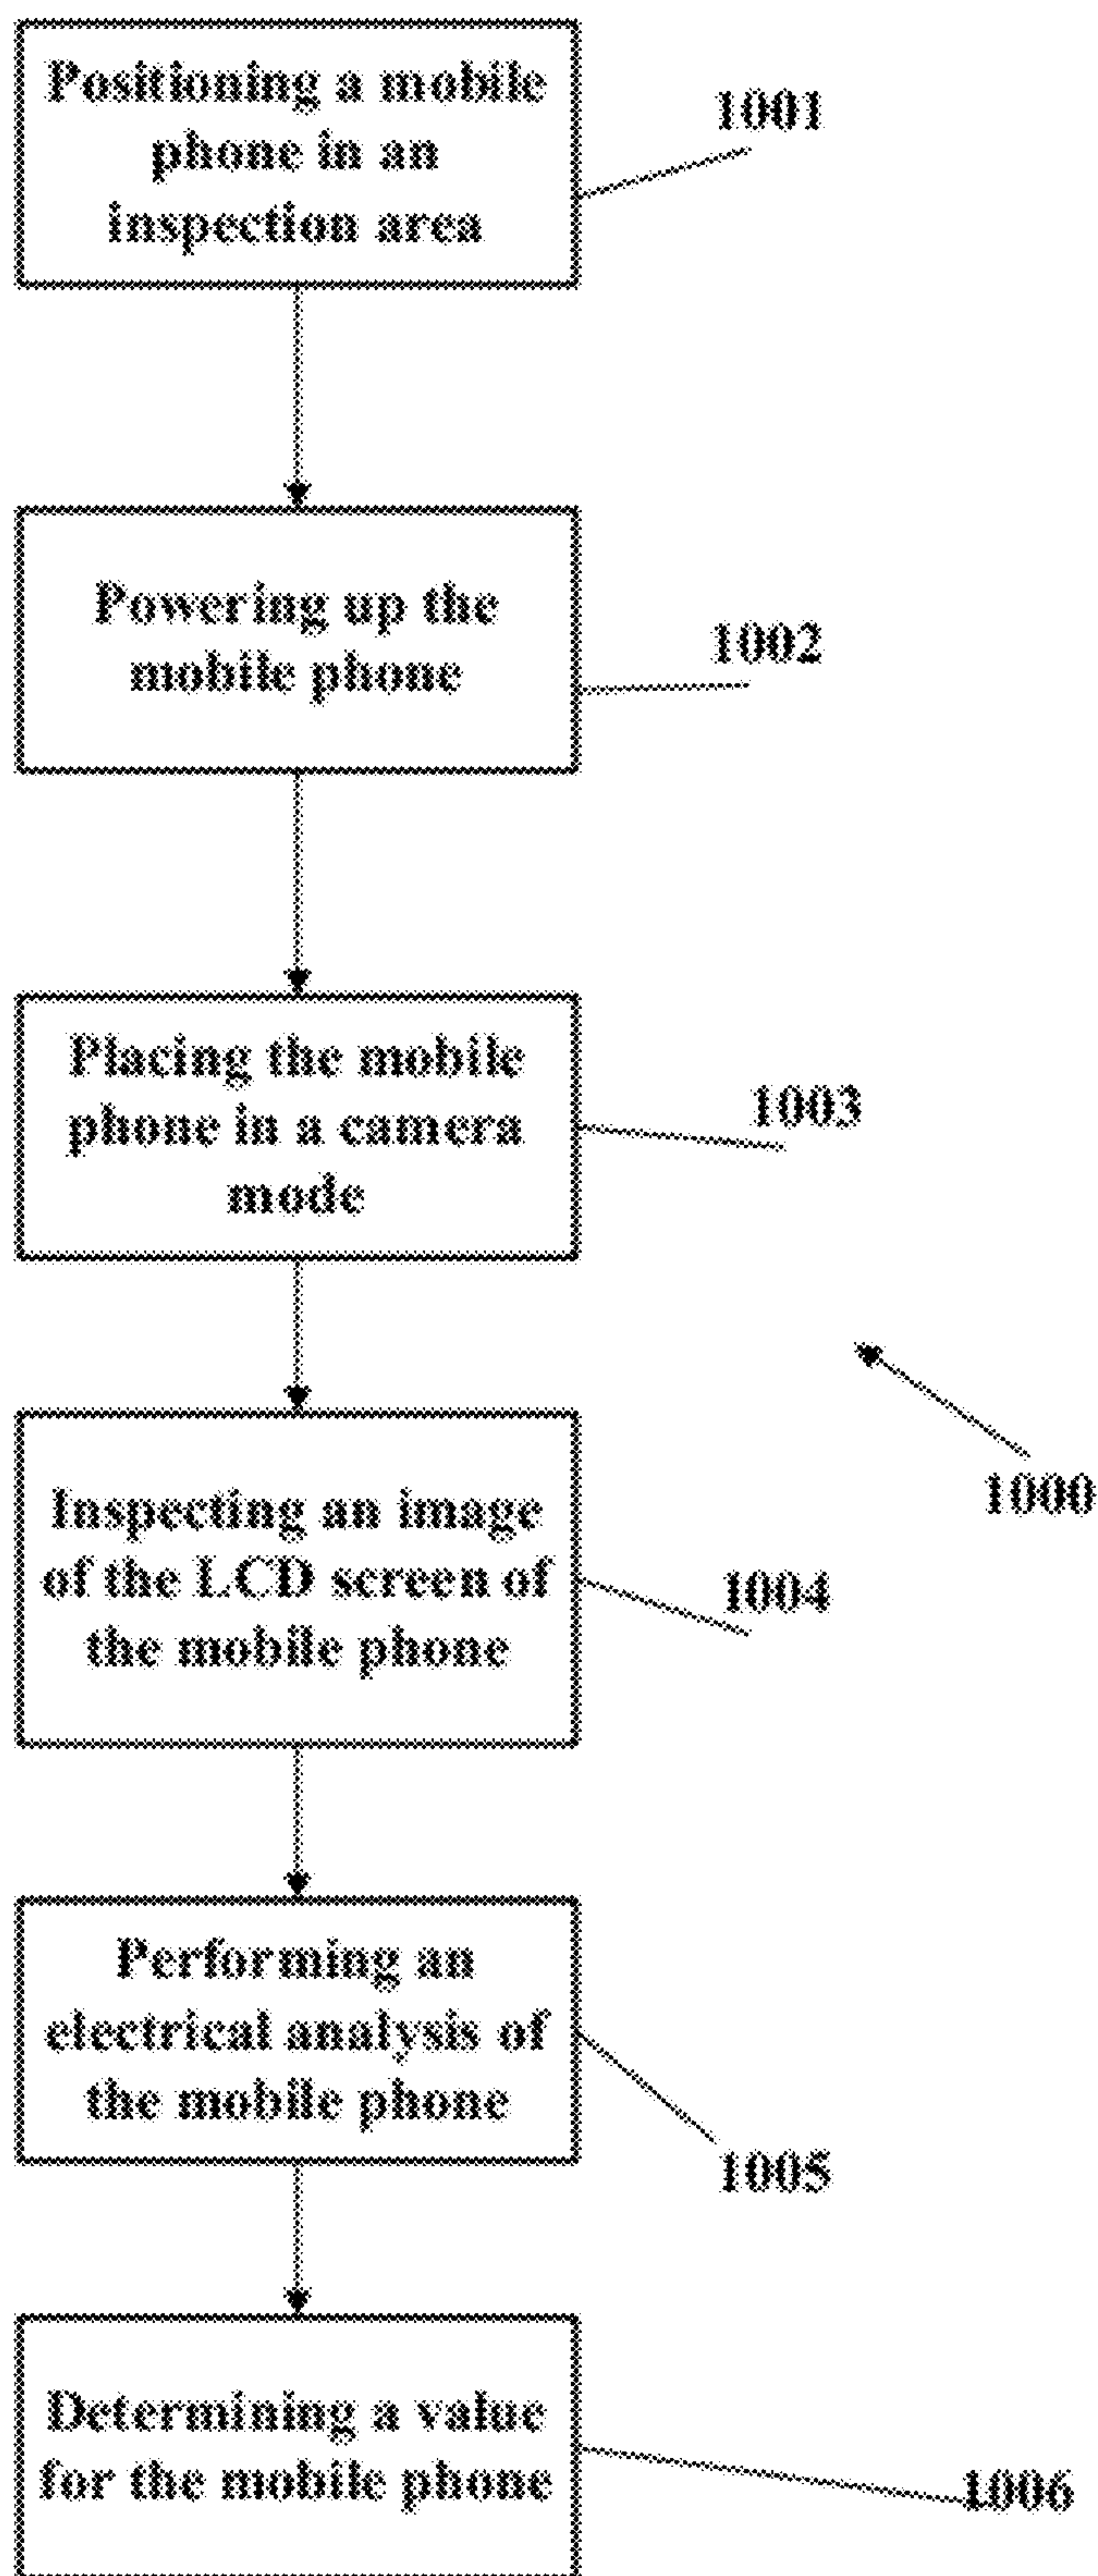 Positioning a mobile
phone in an
inspection area
1001
Powering up the
mobile phone
1002
Placing the mobile
phone in a camera
mode
1003
1000
Inspecting an image
of the LCD screen of
the mobile phone
1004
Performing an
electrical analysis of
the mobile phone
1005
Determining a value
for the mobile phone
1006